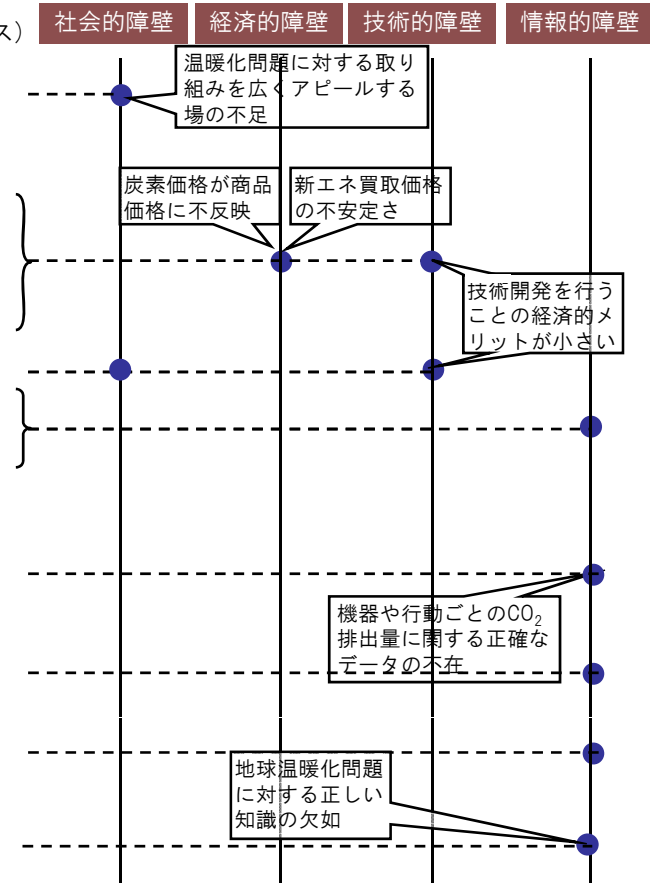 ス)
社会的障壁
経済的障壁
技術的障壁
情報的障壁
温暖化問題に対する取り
組みを広くアピールする
場の不足
炭素価格が商品
価格に不反映
新エネ買取価格
の不安定さ
技術開発を行う
ことの経済的メ
リットが小さい
機器や行動ごとのCO₂
排出量に関する正確な
データの不在
地球温暖化問題
に対する正しい
知識の欠如